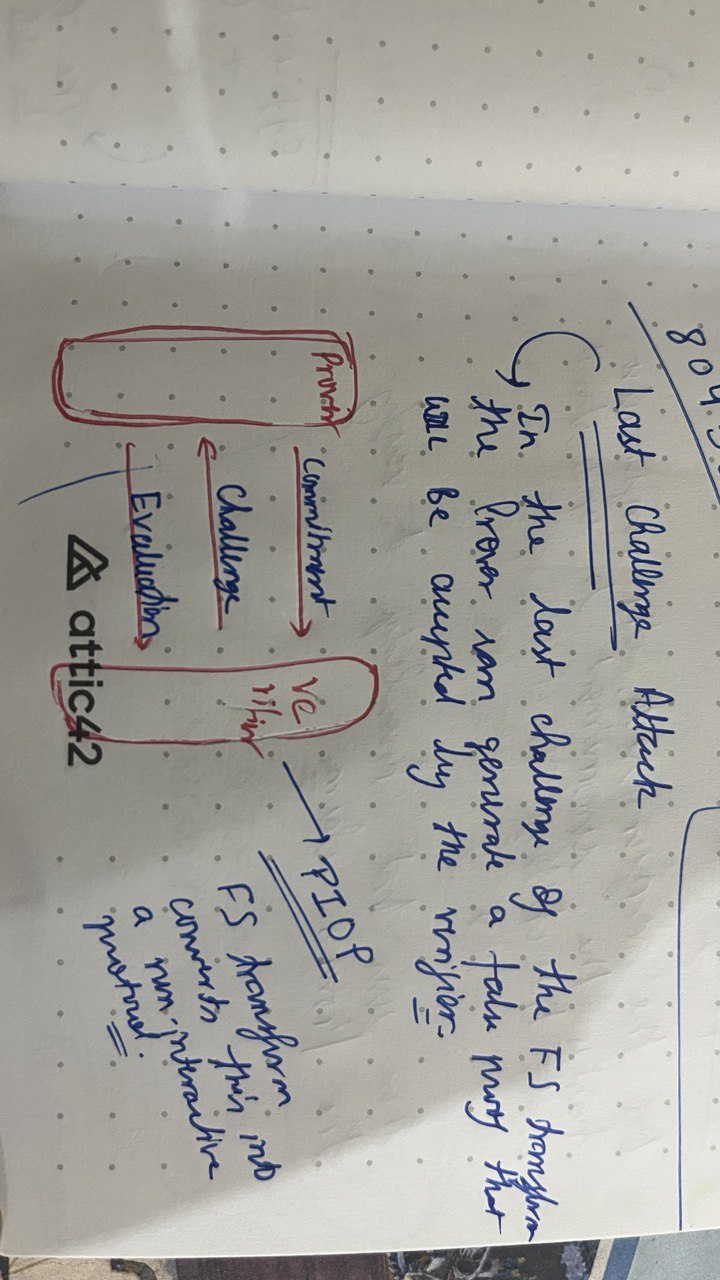 804
Last Challenge Attack
In the last challenge of the FS transform
the Prover can generate a false proof that
will be accepted by the verifier.
Prover
Commitment
Challenge
Evaluation
Ve
rifier
PIOP
FS transform
converts this into
a non-interactive
protocol.
attic42